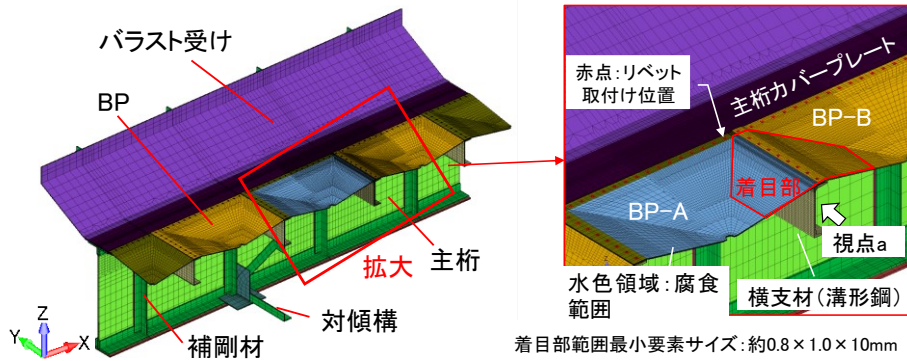 バラスト受け
BP
拡大
主桁
対傾構
補剛材
Z
Y
X
赤点:リベット
取付け位置
主桁カバープレート
BP-B
着目部
BP-A
視点a
水色領域:腐食
範囲
横支材(溝形鋼)
着目部範囲最小要素サイズ:約0.8×1.0×10mm